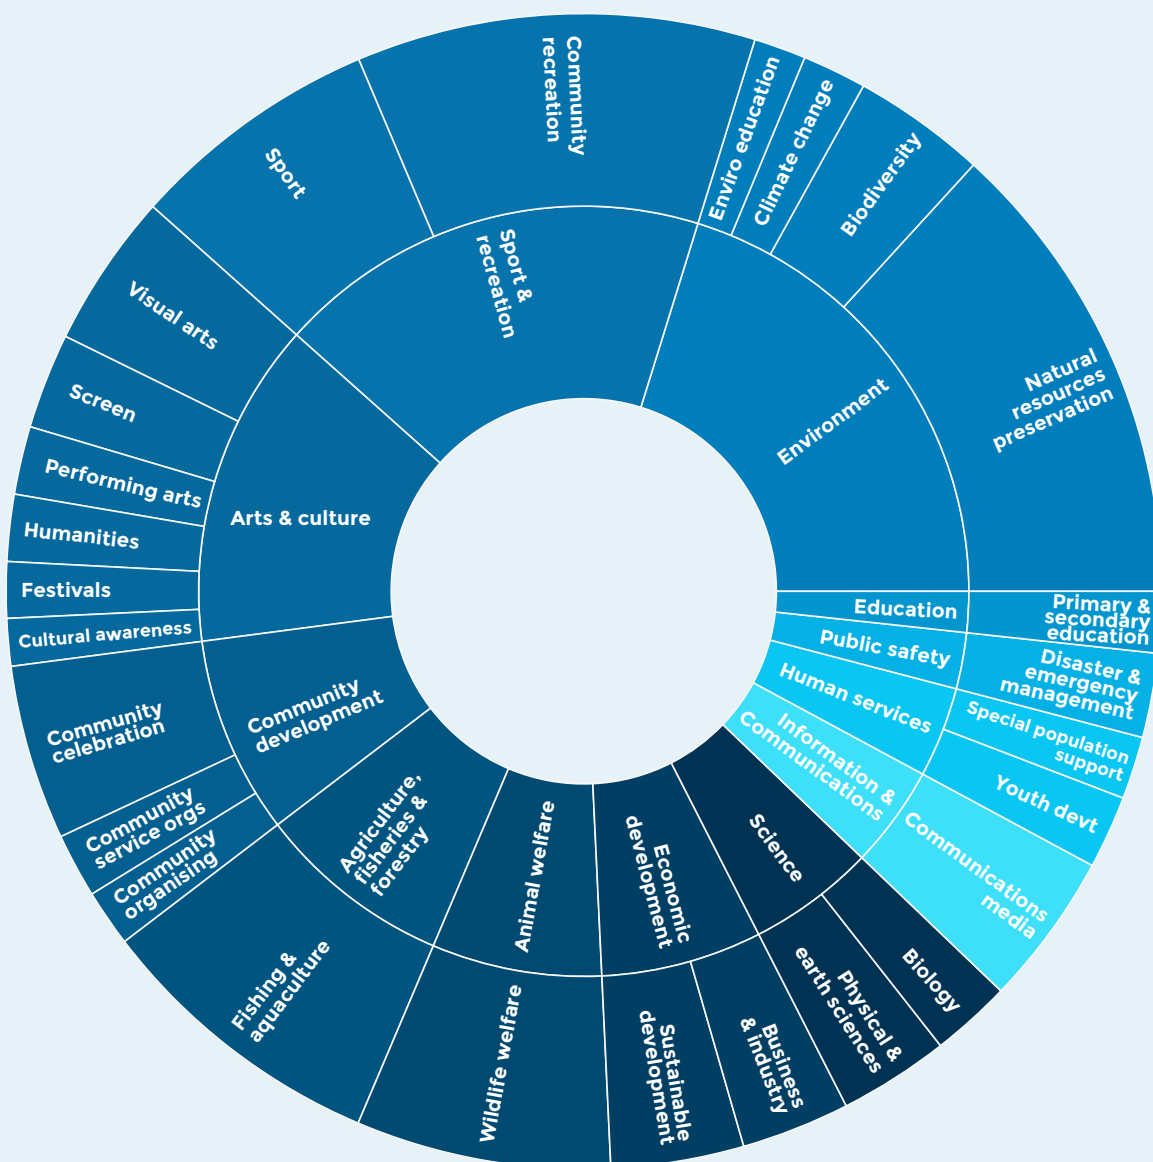 Community
recreation
Sport
Enviro education
Climate change
Biodiversity
Natural
resources
preservation
Sport &
recreation
Environment
Visual arts
Screen
Performing arts
Humanities
Festivals
Cultural awareness
Arts & culture
Education
Primary &
secondary
education
Public safety
Disaster &
emergency
management
Human services
Special population
support
Youth devt
Information &
Communications
Communications
media
Community
development
Community
celebration
Community
service orgs
Community
organising
Agriculture,
fisheries &
forestry
Fishing &
aquaculture
Animal welfare
Wildlife welfare
Economic
development
Sustainable
development
Business
& industry
Science
Physical &
earth sciences
Biology